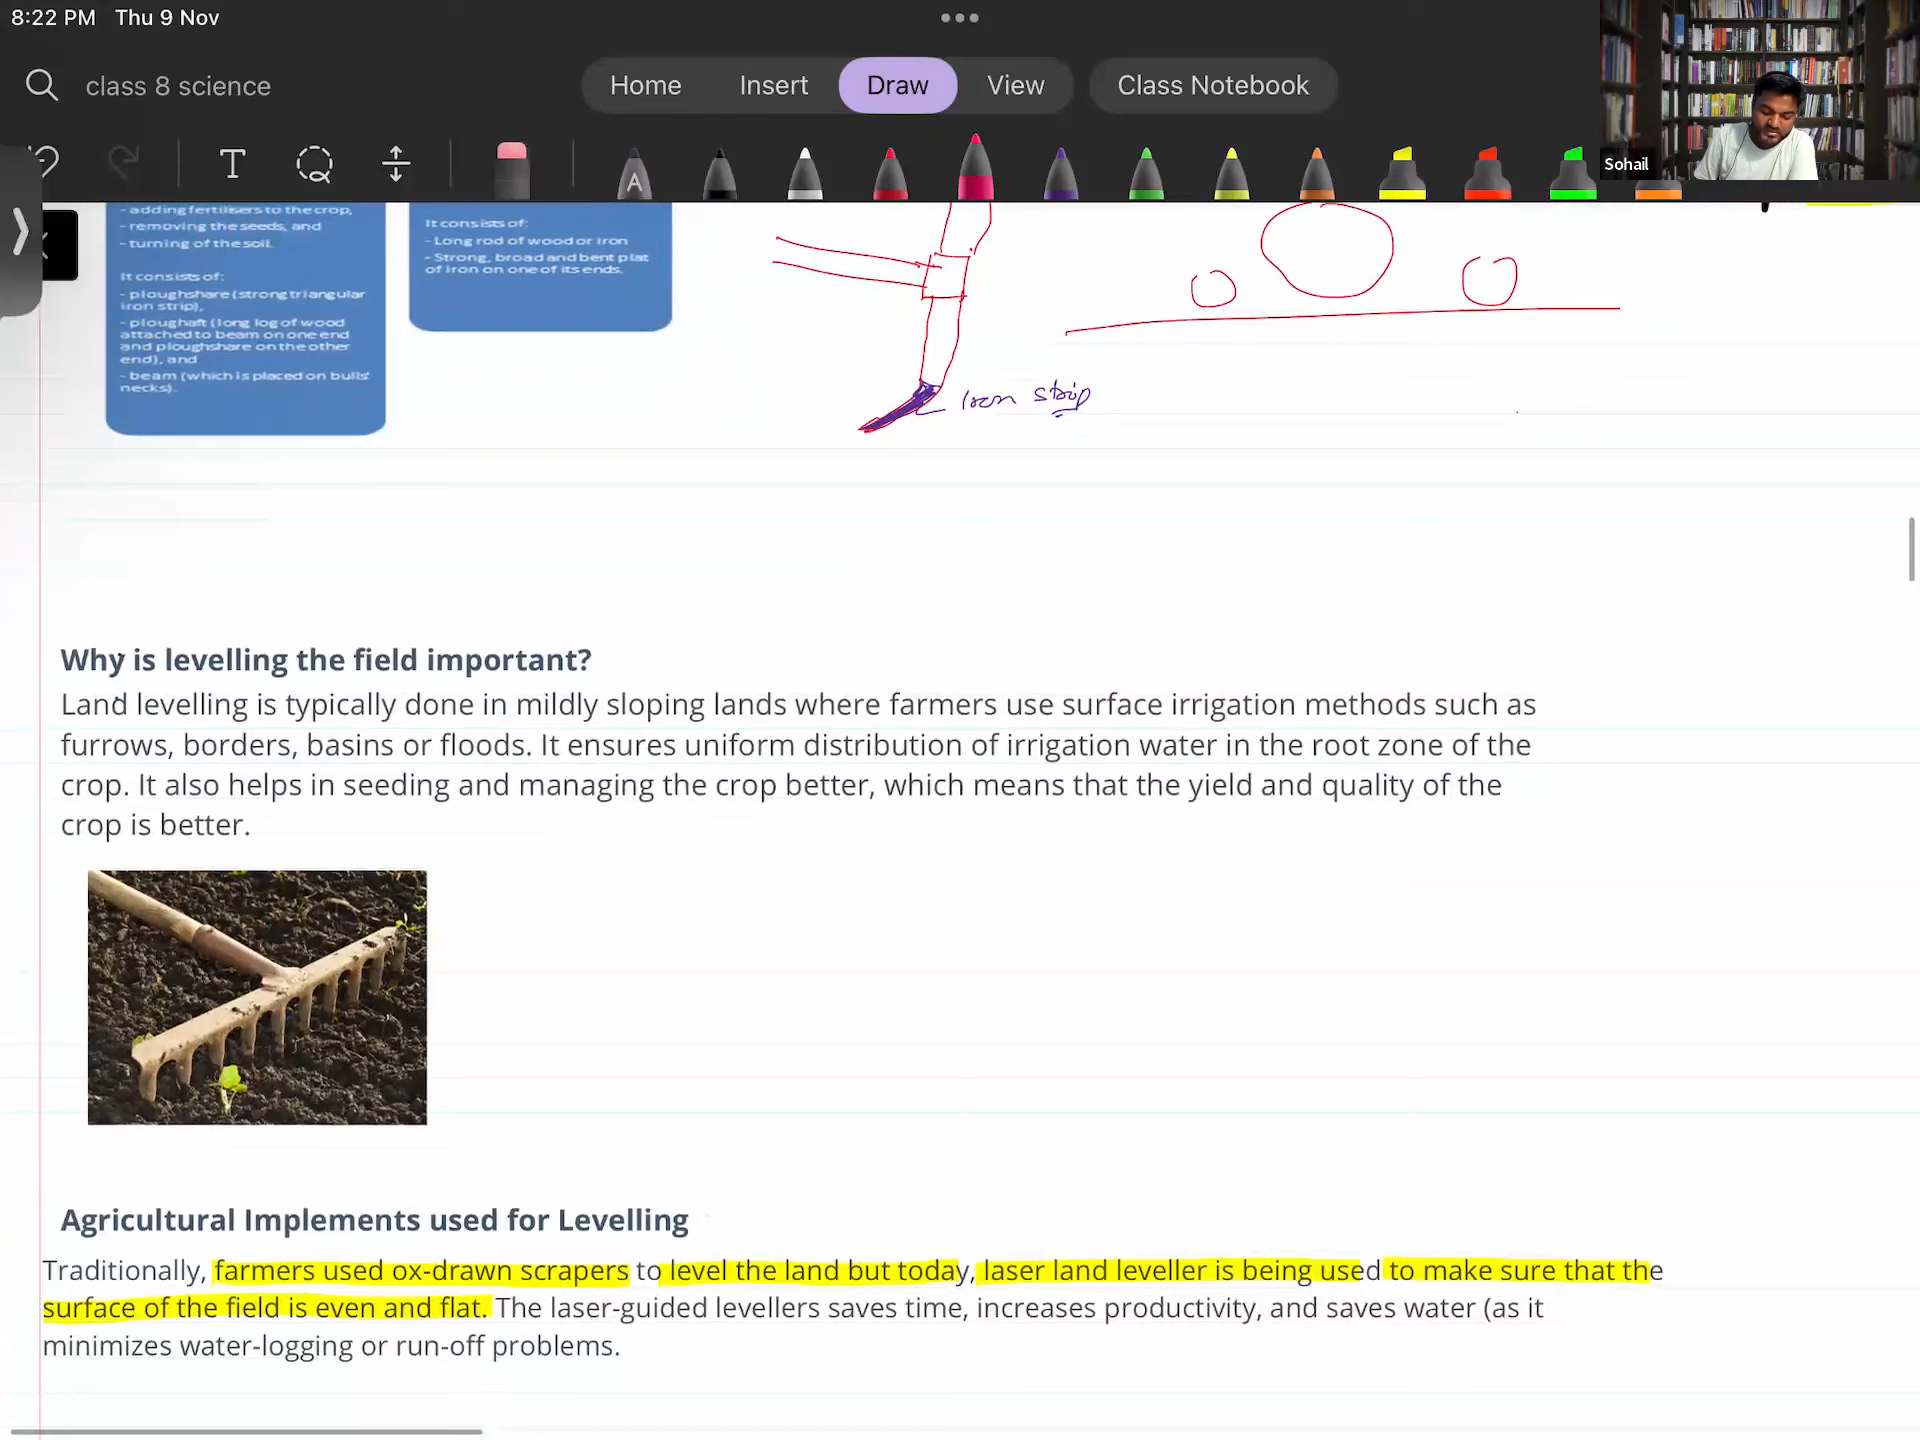 8:22 PM Thu 9 Nov
class 8 science
Home Insert Draw View Class Notebook
T
A
Sohail
- adding fertilisers to the crop,
- removing the seeds, and
- turning of the soil.
It consists of:
- ploughshare (strong triangular
iron strip),
- ploughaft (long log of wood
attached to beam on one end
and ploughshare on the other
end), and
- beam (which is placed on bulls'
necks).
It consists of:
- Long rod of wood or iron
- Strong, broad and bent plat
of iron on one of its ends.
Iron strip
Why is levelling the field important?
Land levelling is typically done in mildly sloping lands where farmers use surface irrigation methods such as
furrows, borders, basins or floods. It ensures uniform distribution of irrigation water in the root zone of the
crop. It also helps in seeding and managing the crop better, which means that the yield and quality of the
crop is better.
Agricultural Implements used for Levelling
Traditionally, farmers used ox-drawn scrapers to level the land but today, laser land leveller is being used to make sure that the
surface of the field is even and flat. The laser-guided levellers saves time, increases productivity, and saves water (as it
minimizes water-logging or run-off problems.